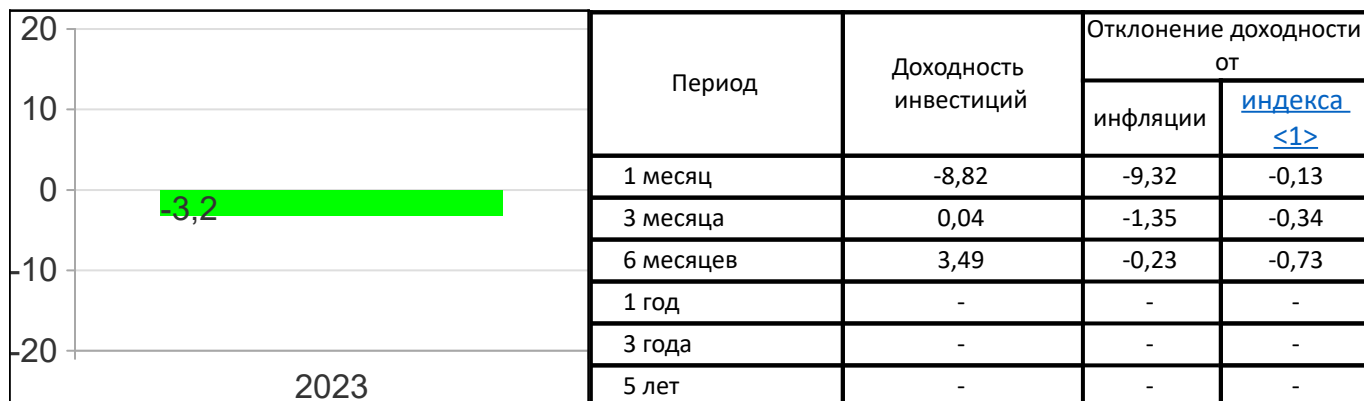 20
10
0
-3,2
-10
-20
2023
Период
Доходность
инвестиций
Отклонение доходности
от
инфляции
индекса
<1>
1 месяц -8,82 -9,32 -0,13
3 месяца 0,04 -1,35 -0,34
6 месяцев 3,49 -0,23 -0,73
1 год - - -
3 года - - -
5 лет - - -